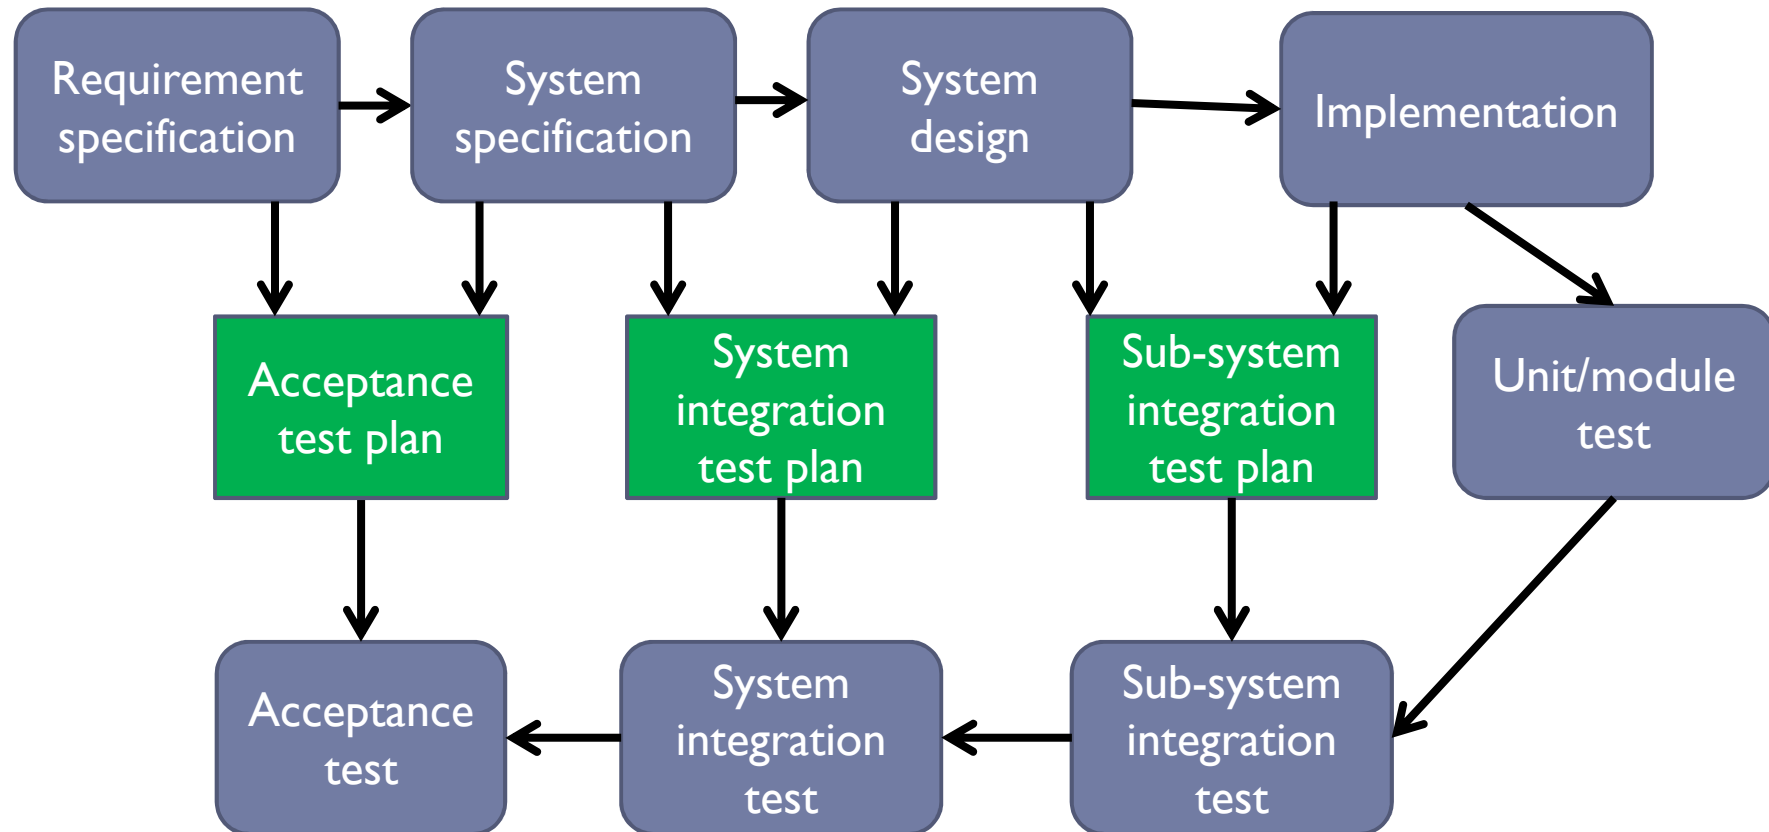 Requirement
specification
System
specification
System
design
Implementation
Acceptance
test plan
System
integration
test plan
Sub-system
integration
test plan
Unit/module
test
Acceptance
test
System
integration
test
Sub-system
integration
test